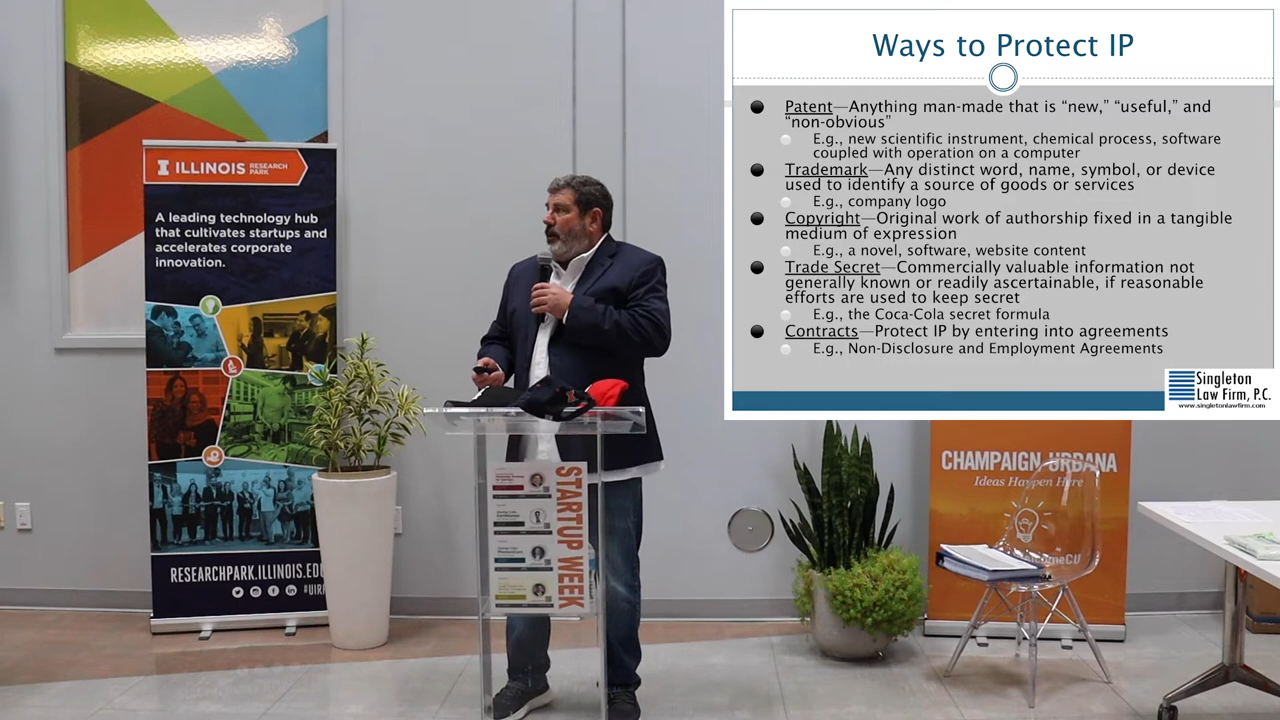 ILLINOIS RESEARCH PARK
A leading technology hub
that cultivates startups and
accelerates corporate
innovation.
RESEARCHPARK.ILLINOIS.EDU
STARTUP WEEK
Ways to Protect IP
Patent—Anything man-made that is “new,” “useful,” and
“non-obvious”
E.g., new scientific instrument, chemical process, software
coupled with operation on a computer
Trademark—Any distinct word, name, symbol, or device
used to identify a source of goods or services
E.g., company logo
Copyright—Original work of authorship fixed in a tangible
medium of expression
E.g., a novel, software, website content
Trade Secret—Commercially valuable information not
generally known or readily ascertainable, if reasonable
efforts are used to keep secret
E.g., the Coca-Cola secret formula
Contracts—Protect IP by entering into agreements
E.g., Non-Disclosure and Employment Agreements
Singleton
Law Firm, P.C.
www.singletonlawfirm.com
CHAMPAIGN-URBANA
Ideas Happen Here